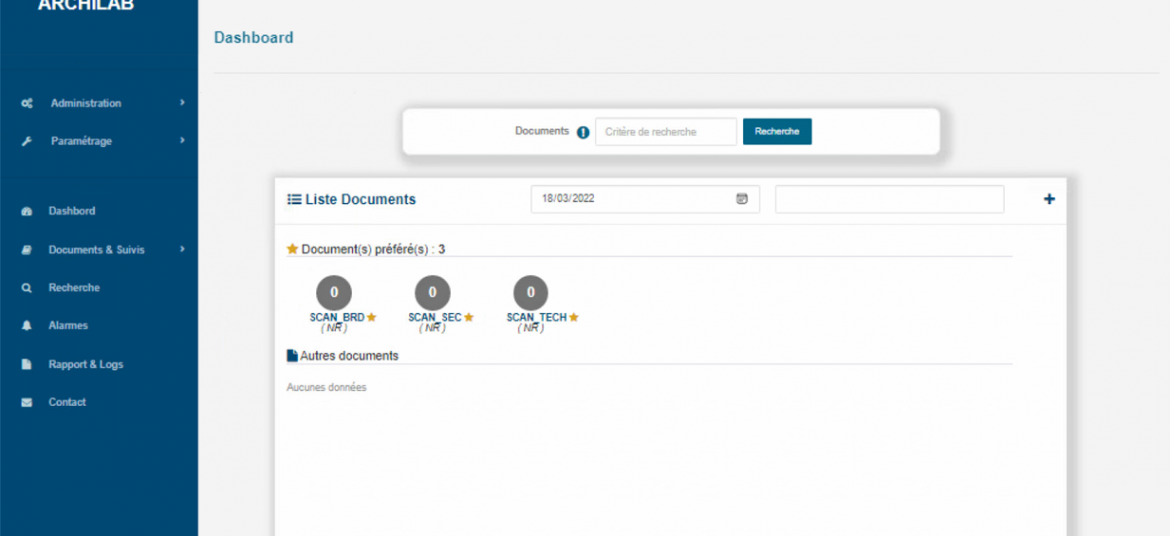 ARCHILAB
Dashboard
Administration
Paramétrage
Dashbord
Documents & Suivis
Recherche
Alarmes
Rapport & Logs
Contact
Documents Critère de recherche Recherche
Liste Documents 18/03/2022
Document(s) préféré(s) : 3
0 0 0
SCAN_BRD SCAN_SEC SCAN_TECH
(NR) (NR) (NR)
Autres documents
Aucunes données